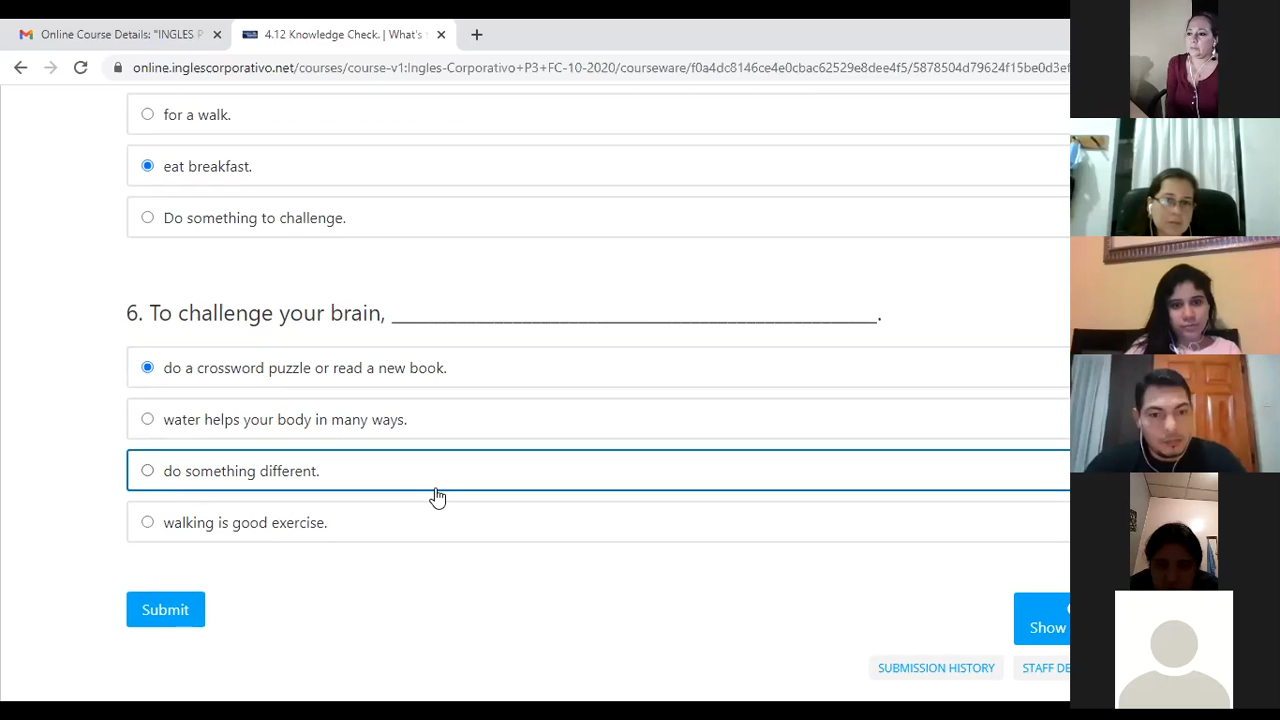 Online Course Details: "INGLES P
4.12 Knowledge Check. | What's
online.inglescorporativo.net/courses/course-v1:Ingles-Corporativo+P3+FC-10-2020/courseware/f0a4dc8146ce4e0cbac62529e8dee4f5/5878504d79624f15be0d3ef
for a walk.
eat breakfast.
Do something to challenge.
6. To challenge your brain, ____________________________________________.
do a crossword puzzle or read a new book.
water helps your body in many ways.
do something different.
walking is good exercise.
Submit
Show
SUBMISSION HISTORY
STAFF DE